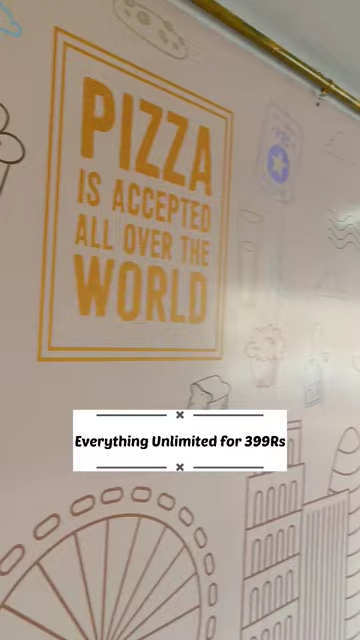 PIZZA
IS ACCEPTED
ALL OVER THE
WORLD
Everything Unlimited for 399Rs